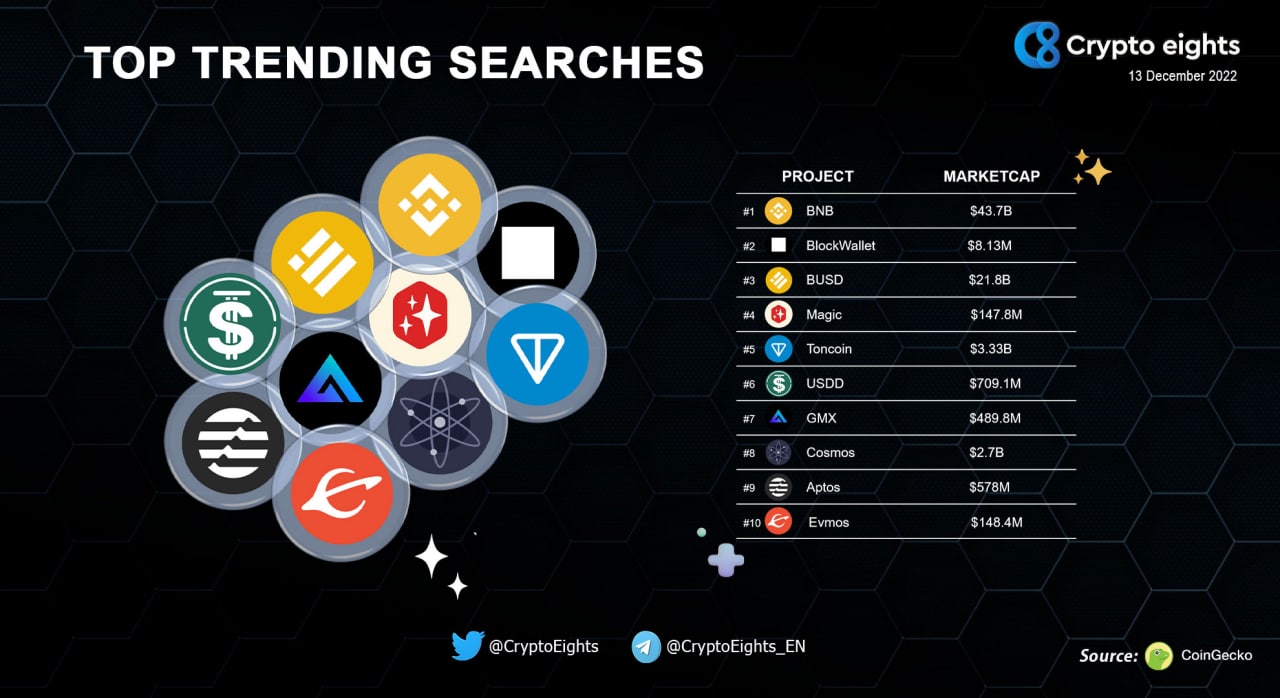 TOP TRENDING SEARCHES
Crypto eights
13 December 2022
PROJECT MARKETCAP
#1 BNB $43.7B
#2 BlockWallet $8.13M
#3 BUSD $21.8B
#4 Magic $147.8M
#5 Toncoin $3.33B
#6 USDD $709.1M
#7 GMX $489.8M
#8 Cosmos $2.7B
#9 Aptos $578M
#10 Evmos $148.4M
@CryptoEights @CryptoEights_EN
Source: CoinGecko